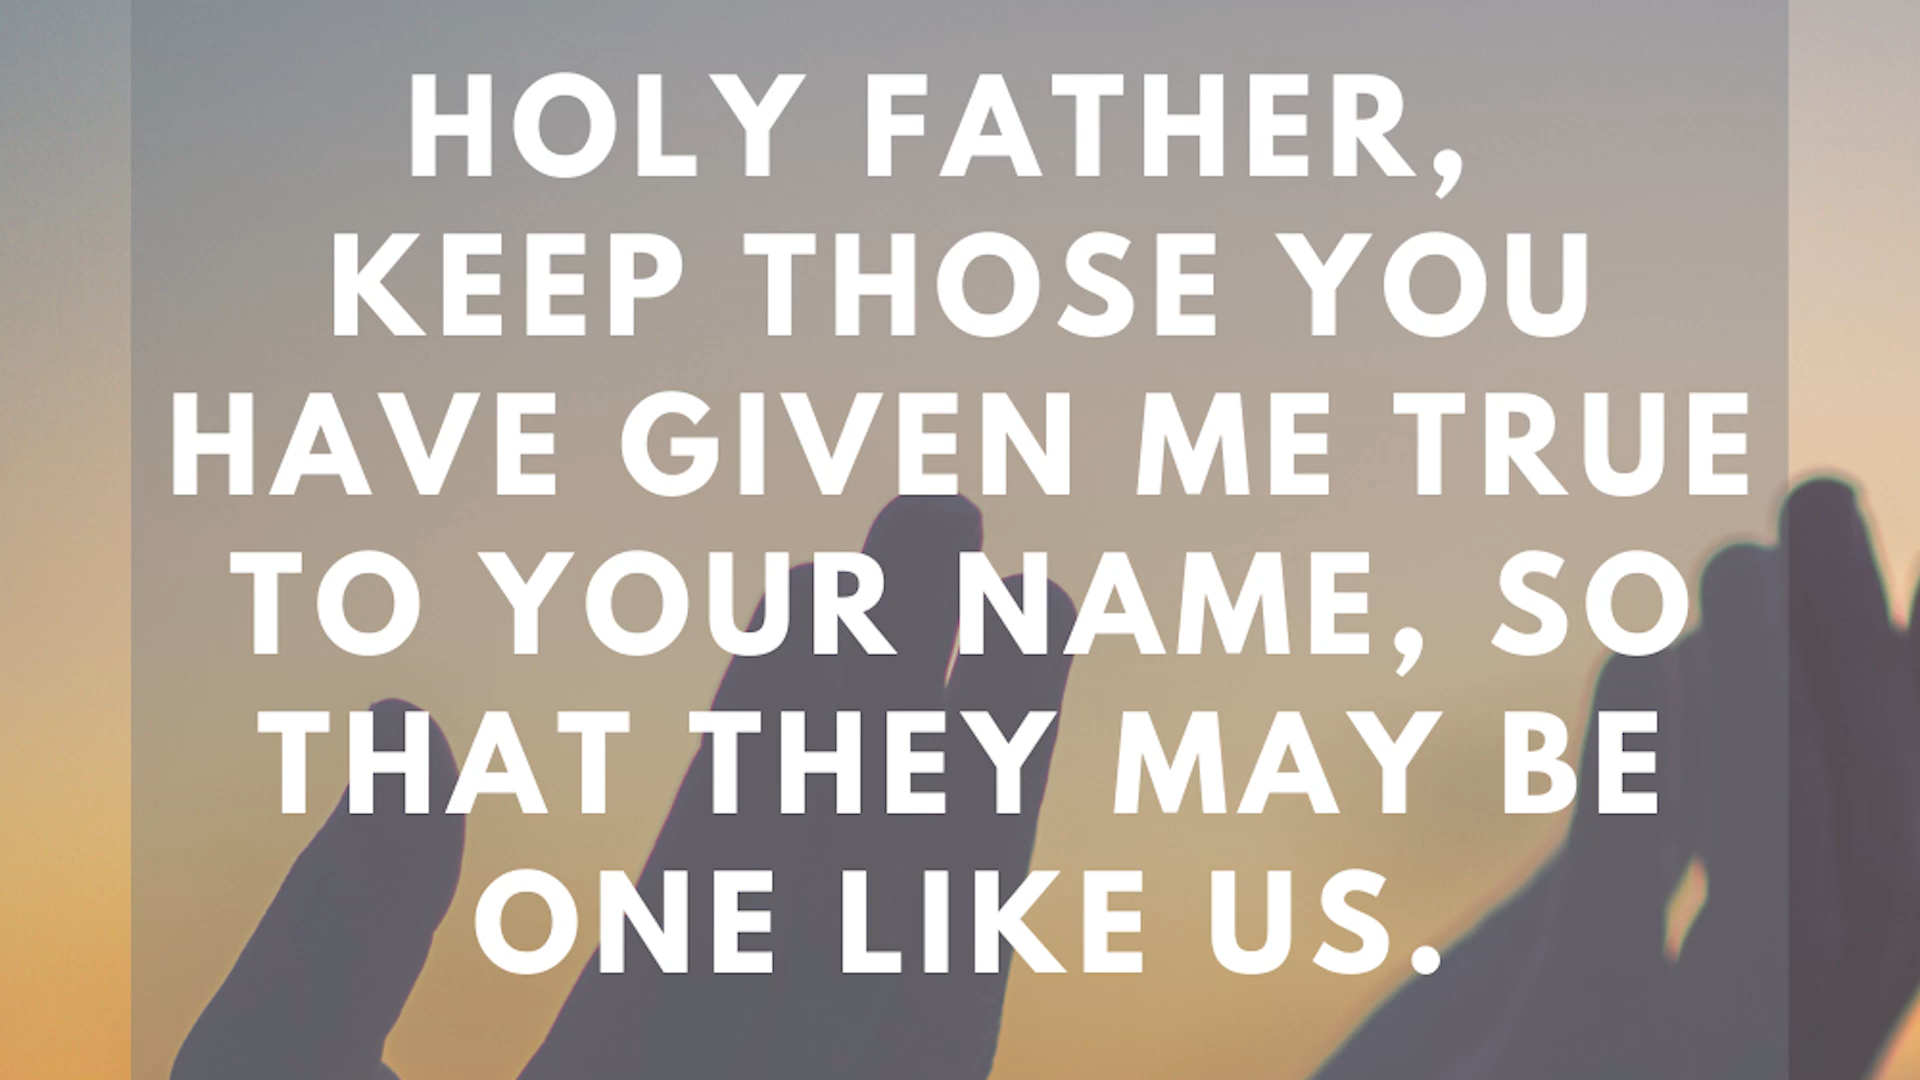 HOLY FATHER,
KEEP THOSE YOU
HAVE GIVEN ME TRUE
TO YOUR NAME, SO
THAT THEY MAY BE
ONE LIKE US.